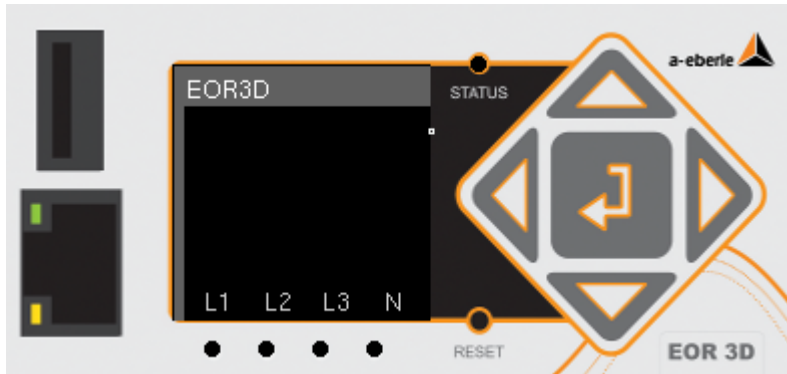 a-eberle
EOR3D
STATUS
L1 L2 L3 N
RESET
EOR 3D